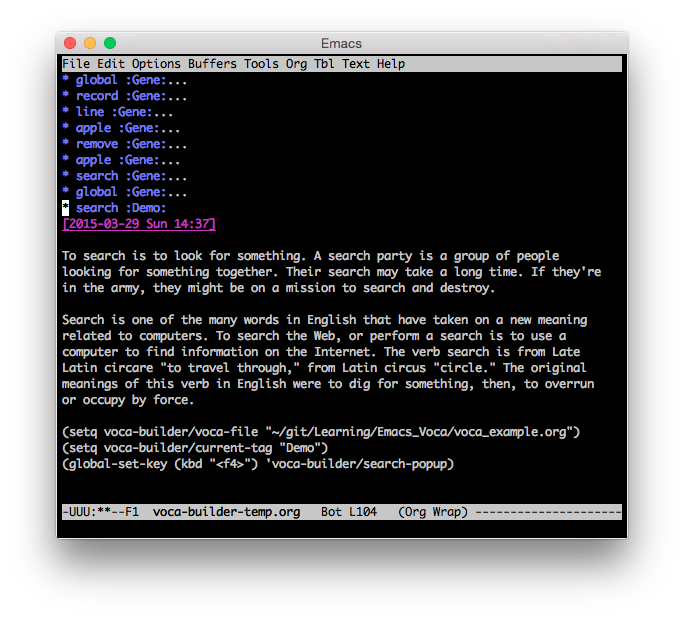 Emacs
File Edit Options Buffers Tools Org Tbl Text Help
* global :Gene:...
* record :Gene:...
* line :Gene:...
* apple :Gene:...
* remove :Gene:...
* apple :Gene:...
* search :Gene:...
* global :Gene:...
* search :Demo:
[2015-03-29 Sun 14:37]
To search is to look for something. A search party is a group of people
looking for something together. Their search may take a long time. If they're
in the army, they might be on a mission to search and destroy.
Search is one of the many words in English that have taken on a new meaning
related to computers. To search the Web, or perform a search is to use a
computer to find information on the Internet. The verb search is from Late
Latin circare "to travel through," from Latin circus "circle." The original
meanings of this verb in English were to dig for something, then, to overrun
or occupy by force.
(setq voca-builder/voca-file "~/git/Learning/Emacs_Voca/voca_example.org")
(setq voca-builder/current-tag "Demo")
(global-set-key (kbd "<f4>") 'voca-builder/search-popup)
-UUU:**--F1  voca-builder-temp.org   Bot L104   (Org Wrap) ---------------------